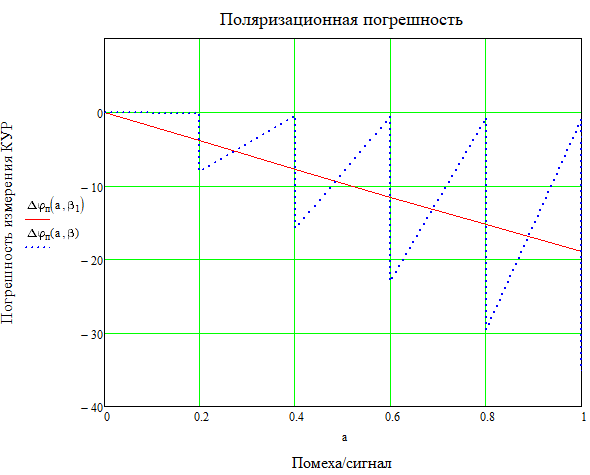 Поляризационная погрешность
Погрешность измерения КУР
Δφп(a,β1)
Δφп(a,β)
0
−10
−20
−30
−40
0 0.2 0.4 0.6 0.8 1
a
Помеха/сигнал